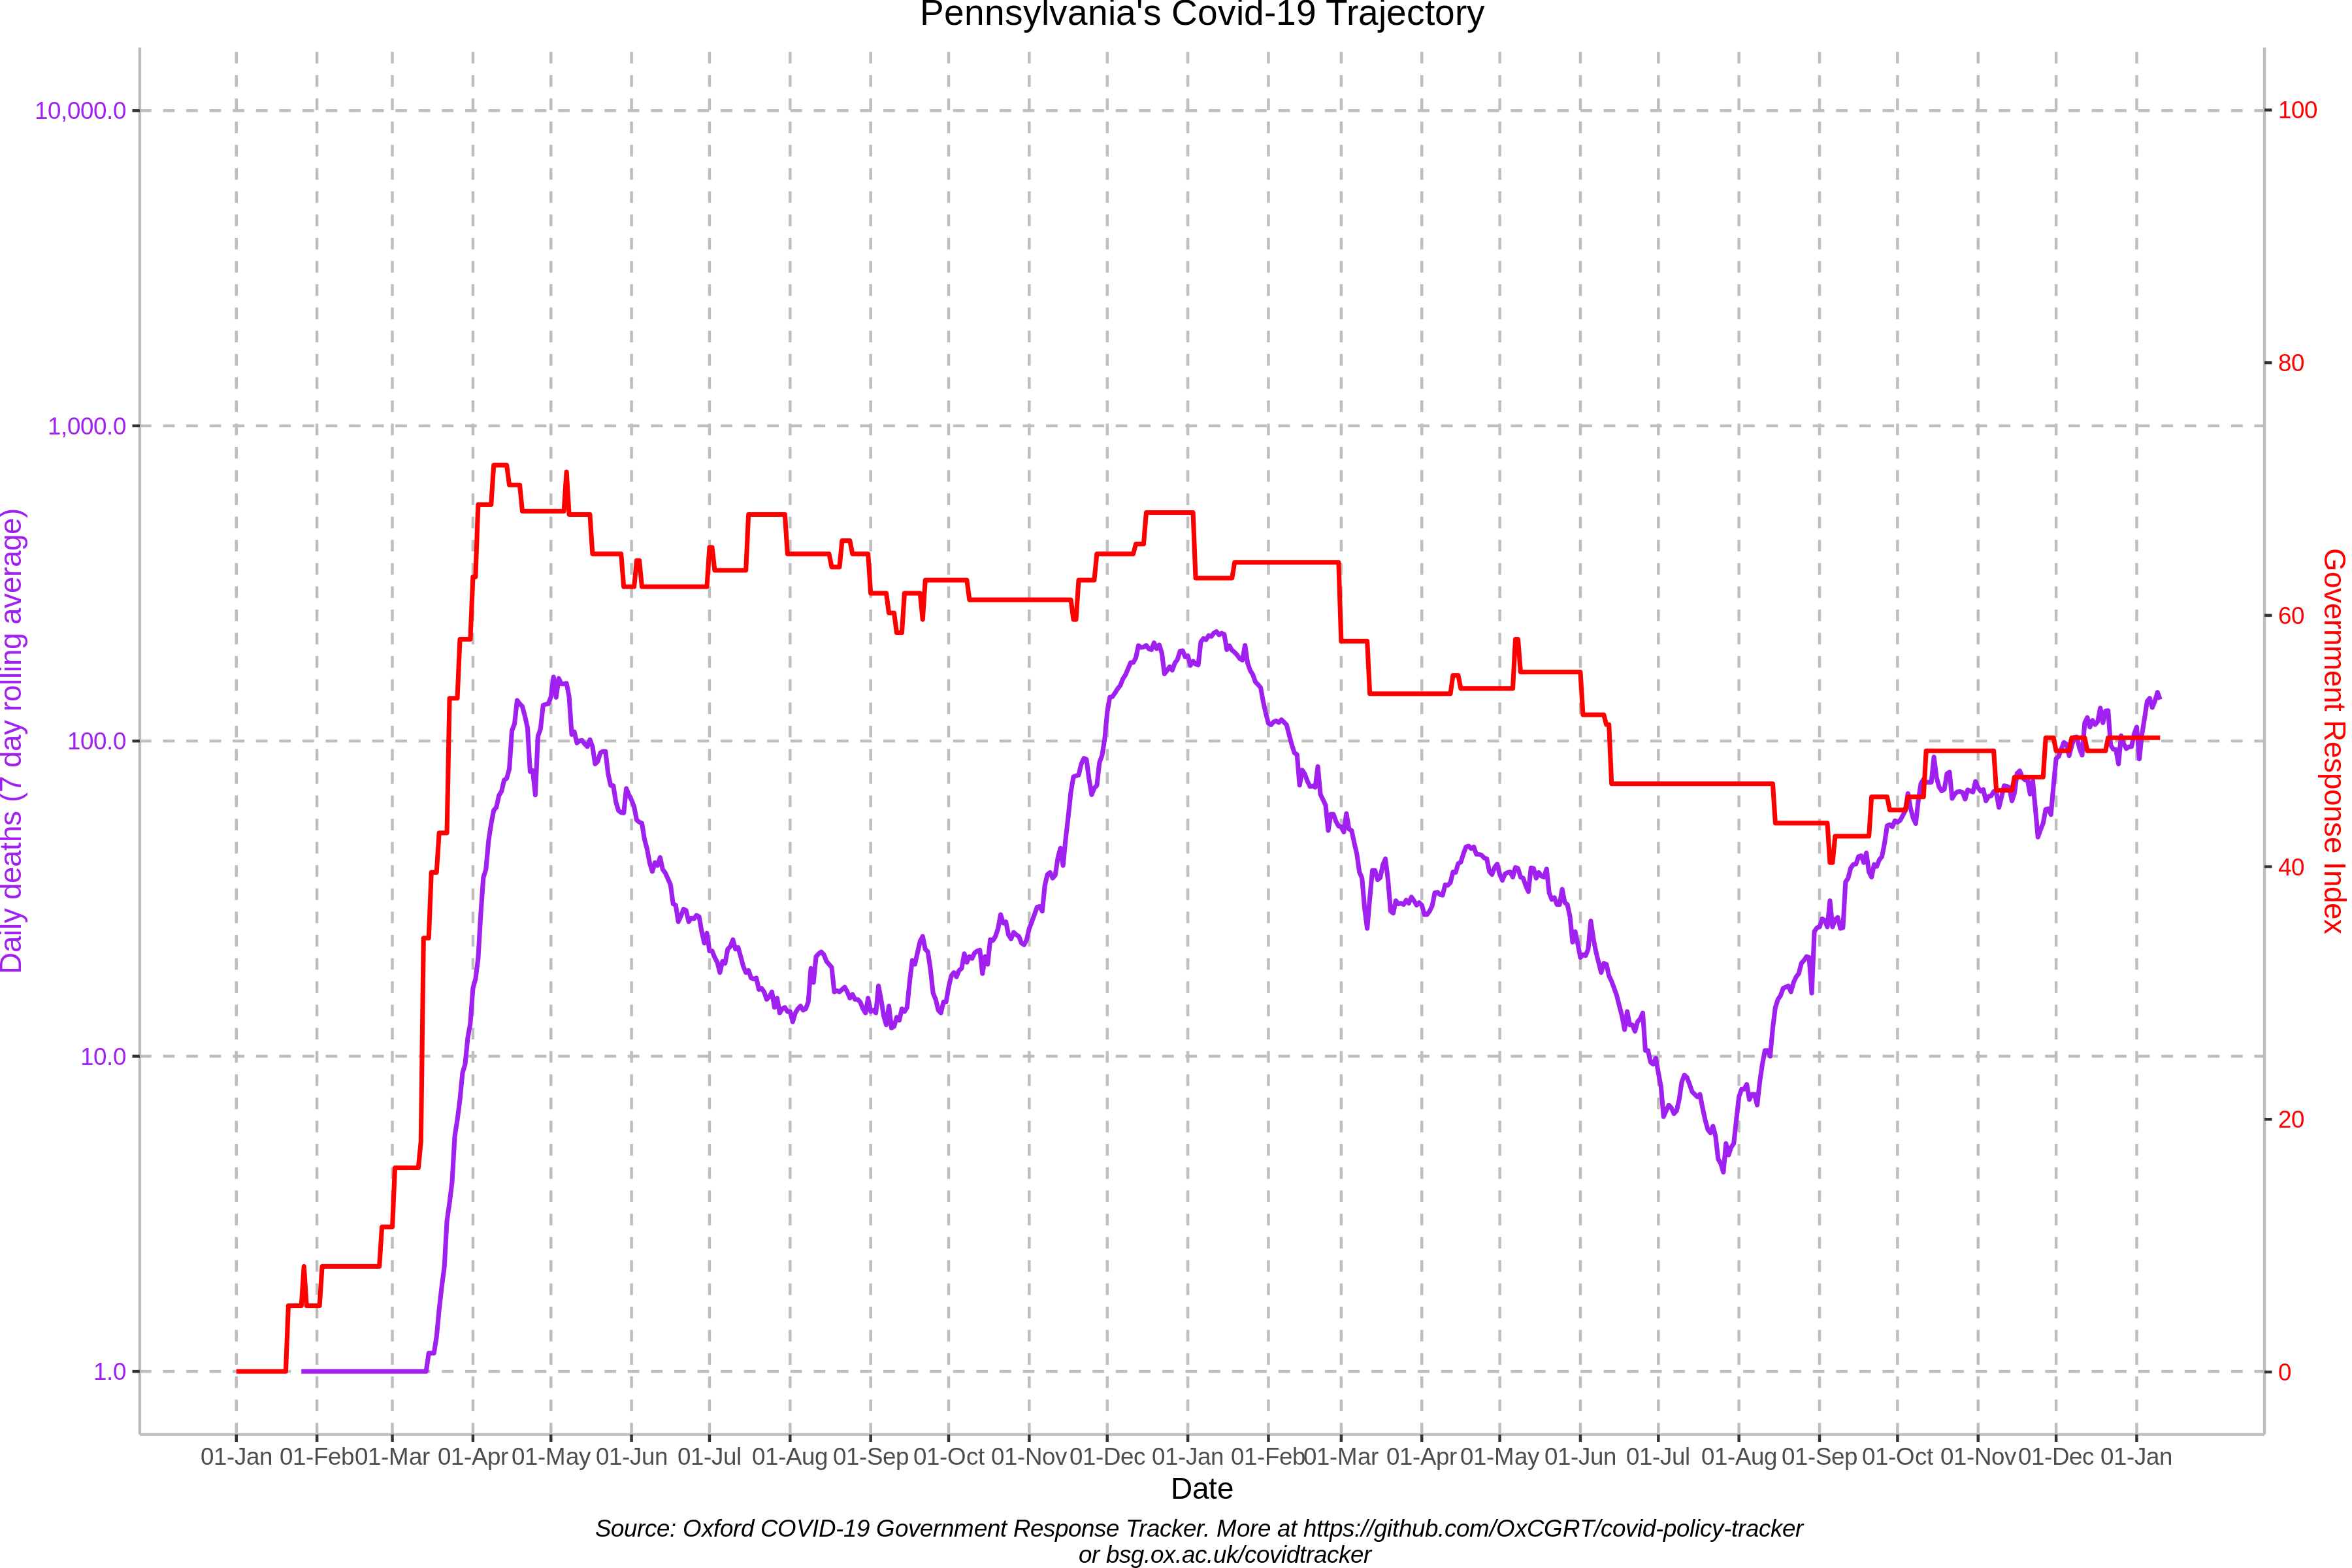 Pennsylvania's Covid-19 Trajectory
10,000.0
1,000.0
100.0
10.0
1.0
Daily deaths (7 day rolling average)
100
80
60
40
20
0
Government Response Index
01-Jan 01-Feb 01-Mar 01-Apr 01-May 01-Jun 01-Jul 01-Aug 01-Sep 01-Oct 01-Nov 01-Dec 01-Jan 01-Feb 01-Mar 01-Apr 01-May 01-Jun 01-Jul 01-Aug 01-Sep 01-Oct 01-Nov 01-Dec 01-Jan
Date
Source: Oxford COVID-19 Government Response Tracker. More at https://github.com/OxCGRT/covid-policy-tracker
or bsg.ox.ac.uk/covidtracker